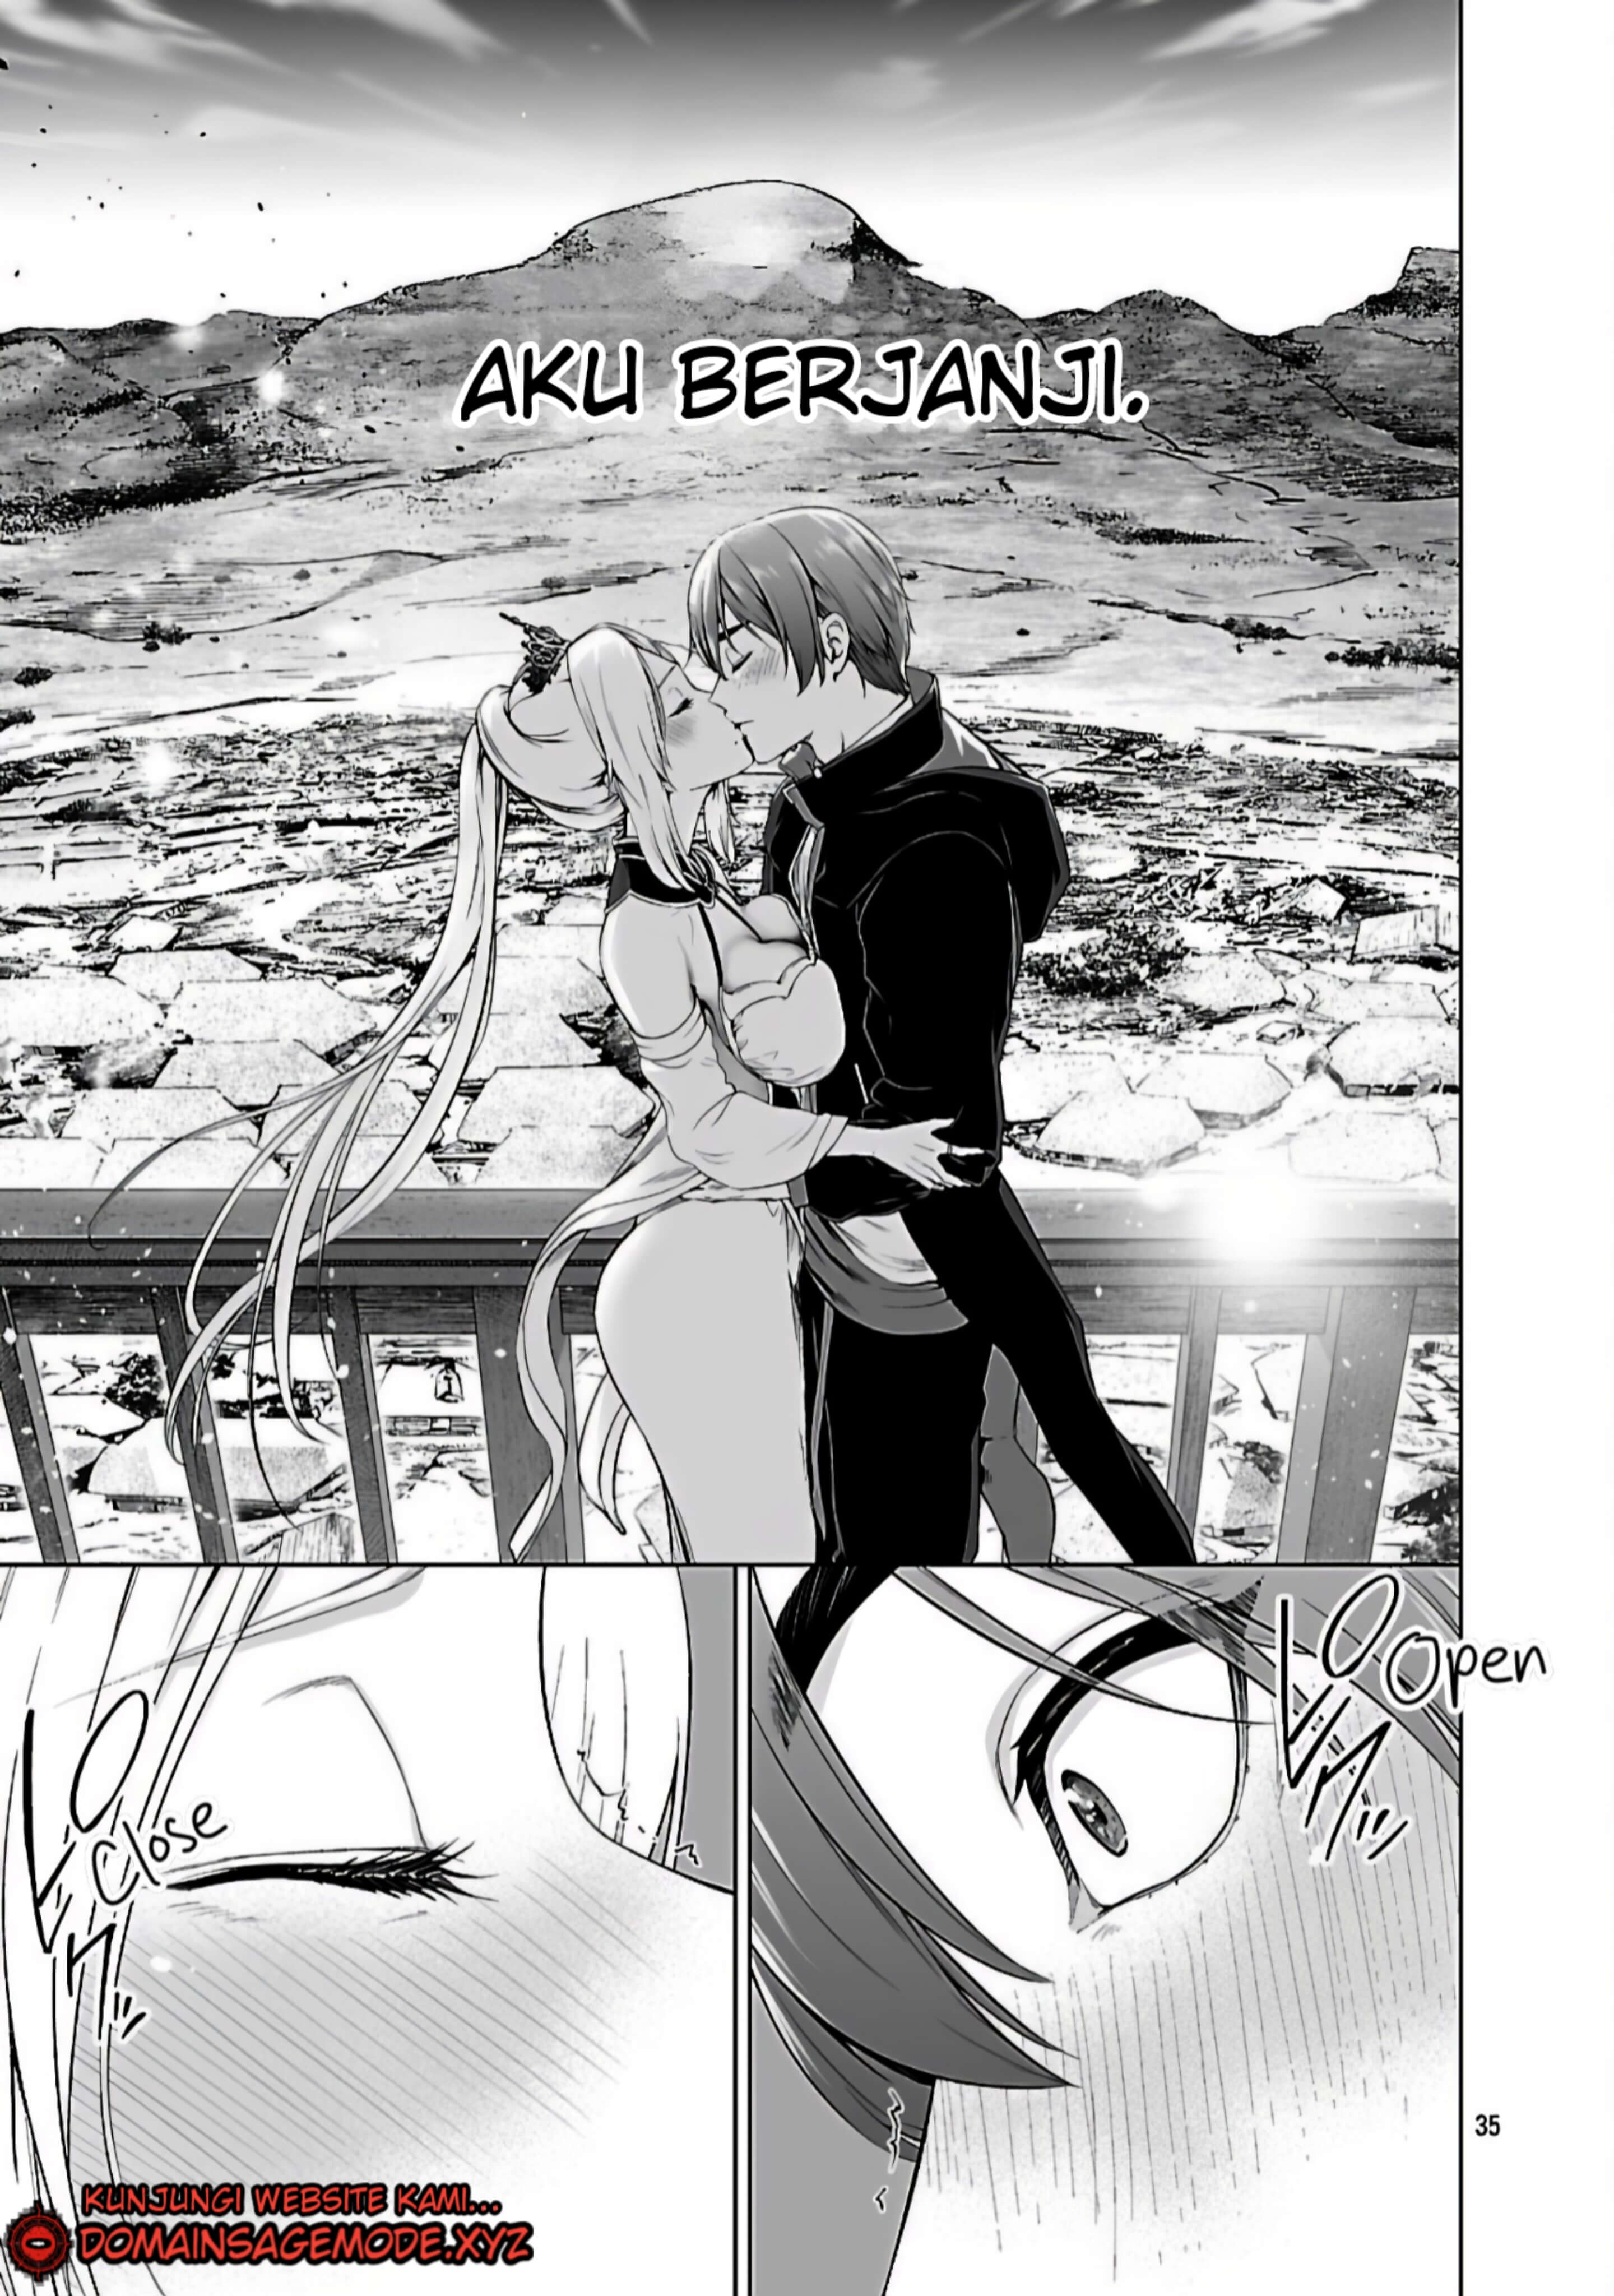 AKU BERJANJI.
Open
Close
35
KUNJUNGI WEBSITE KAMI...
DOMAINSAGEMODE.XYZ